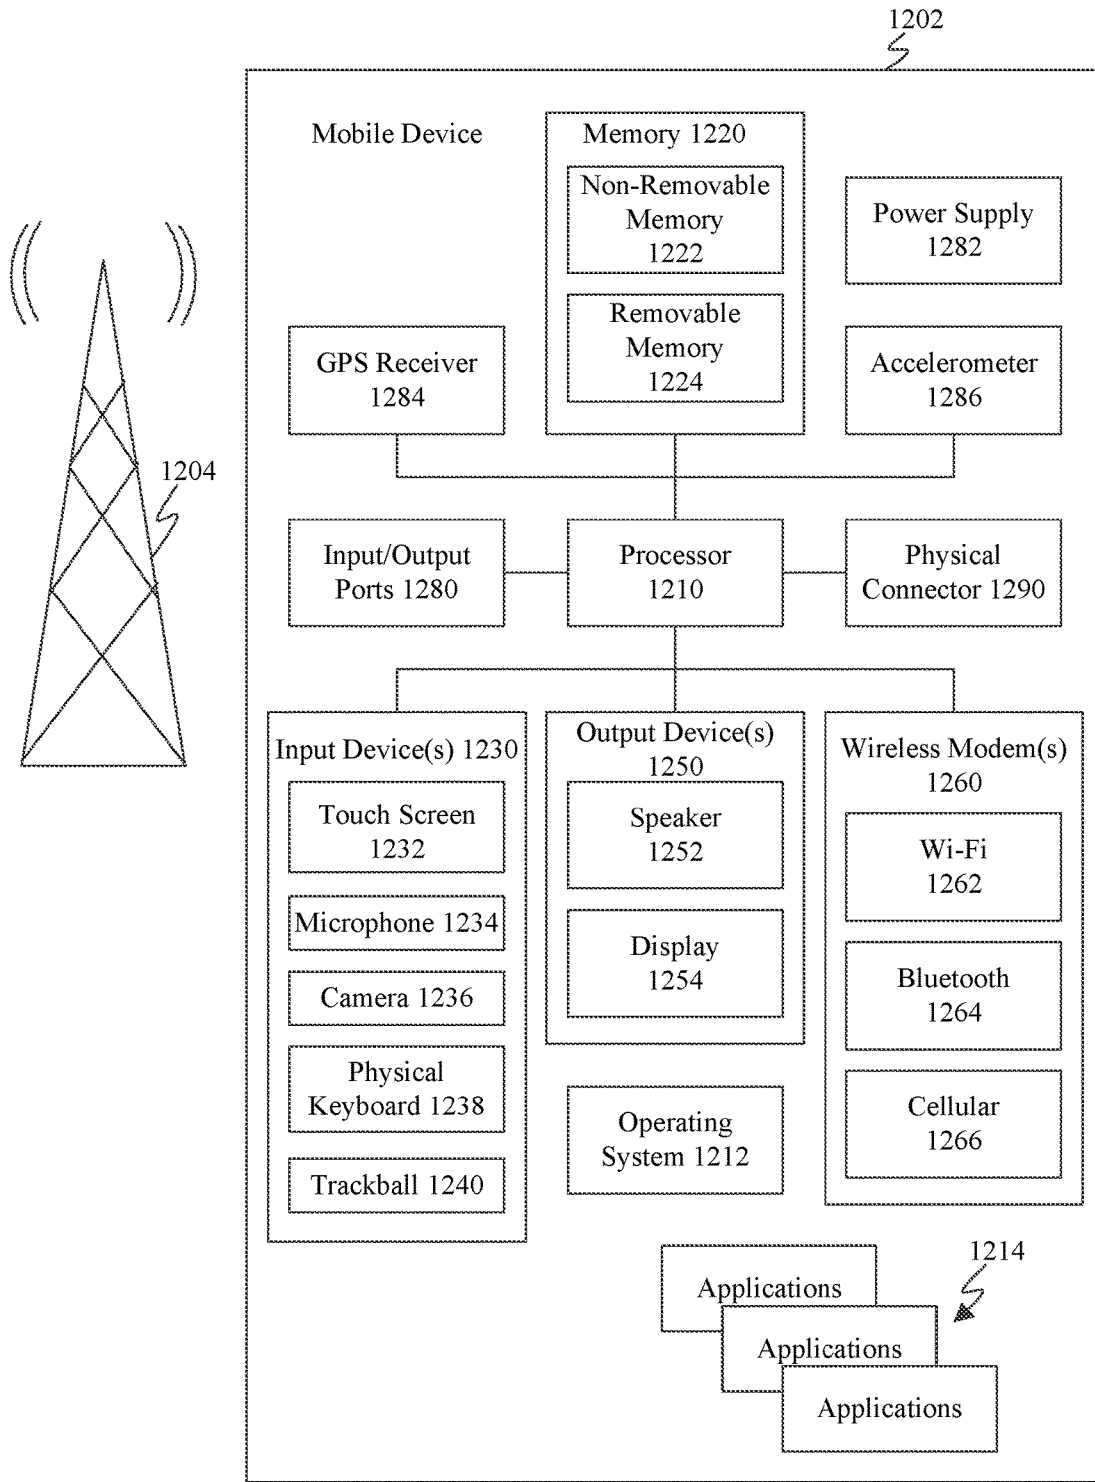 1202
Mobile Device
Memory 1220
Non-Removable
Memory
1222
Power Supply
1282
Removable
Memory
1224
GPS Receiver
1284
Accelerometer
1286
1204
Input/Output
Ports 1280
Processor
1210
Physical
Connector 1290
Input Device(s) 1230
Touch Screen
1232
Microphone 1234
Camera 1236
Physical
Keyboard 1238
Trackball 1240
Output Device(s)
1250
Speaker
1252
Display
1254
Wireless Modem(s)
1260
Wi-Fi
1262
Bluetooth
1264
Cellular
1266
Operating
System 1212
1214
Applications
Applications
Applications